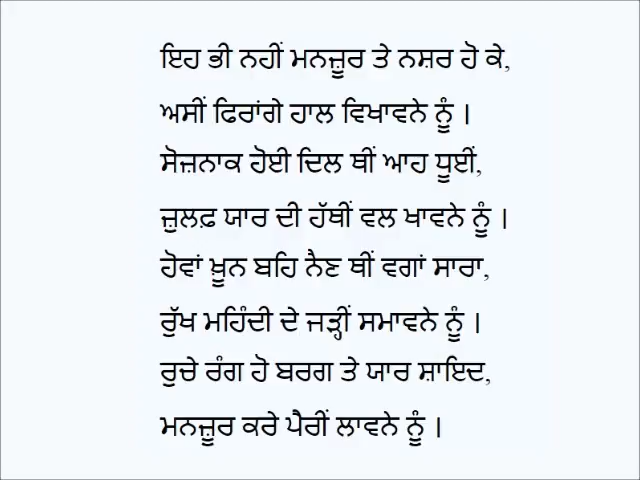 ਇਹ ਭੀ ਨਹੀਂ ਮਨਜ਼ੂਰ ਤੇ ਨਸ਼ਰ ਹੋ ਕੇ,
ਅਸੀਂ ਫਿਰਾਂਗੇ ਹਾਲ ਵਿਖਾਵਨੇ ਨੂੰ ।
ਸੋਜ਼ਨਾਕ ਹੋਈ ਦਿਲ ਥੀਂ ਆਹ ਧੂਈਂ,
ਜ਼ੁਲਫ਼ ਯਾਰ ਦੀ ਹੱਥੀਂ ਵਲ ਖਾਵਨੇ ਨੂੰ ।
ਹੋਵਾਂ ਖ਼ੂਨ ਬਹਿ ਨੈਣ ਥੀਂ ਵਗਾਂ ਸਾਰਾ,
ਰੁੱਖ ਮਹਿੰਦੀ ਦੇ ਜੜ੍ਹੀਂ ਸਮਾਵਨੇ ਨੂੰ ।
ਰੁਚੇ ਰੰਗ ਹੋ ਬਰਗ ਤੇ ਯਾਰ ਸ਼ਾਇਦ,
ਮਨਜ਼ੂਰ ਕਰੇ ਪੈਰੀਂ ਲਾਵਨੇ ਨੂੰ ।